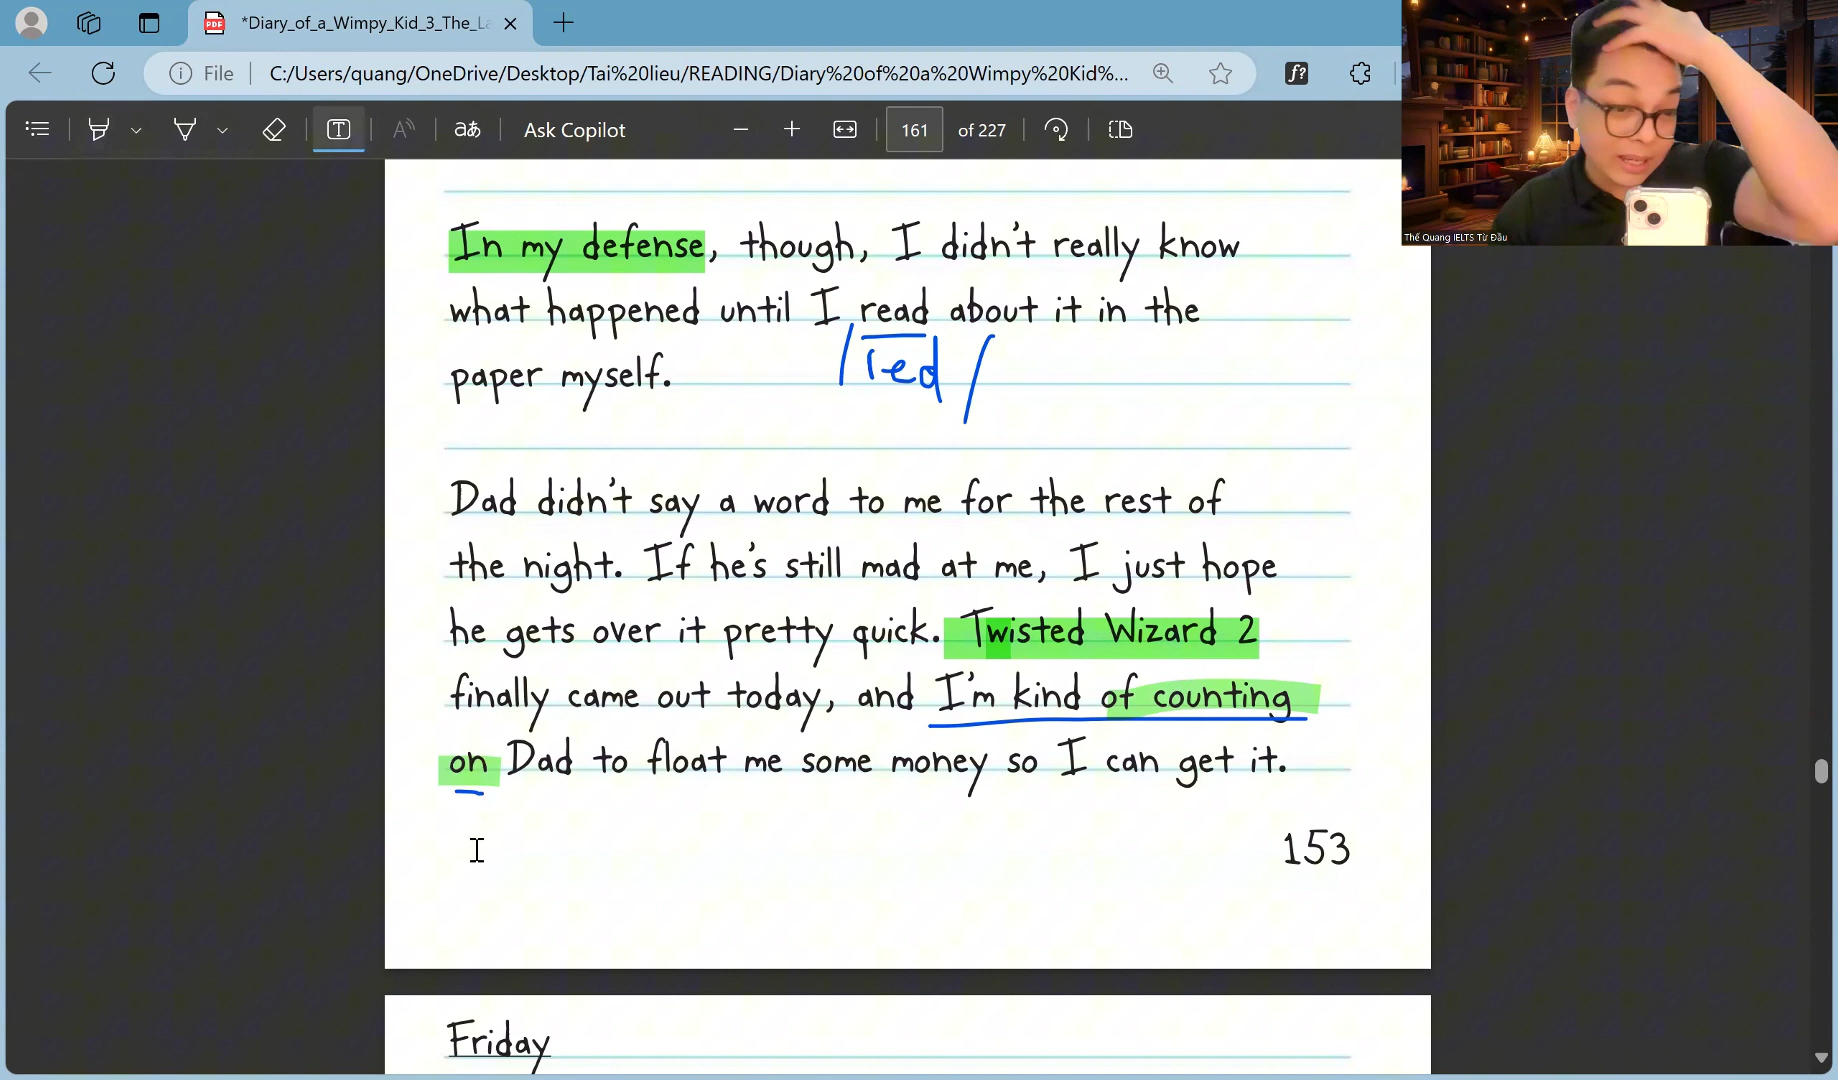 *Diary_of_a_Wimpy_Kid_3_The_La
File
C:/Users/quang/OneDrive/Desktop/Tai%20lieu/READING/Diary%20of%20a%20Wimpy%20Kid%...
Ask Copilot
161 of 227
Thế Quang IELTS Từ Đầu
In my defense, though, I didn't really know
what happened until I read about it in the
/red/
paper myself.
Dad didn't say a word to me for the rest of
the night. If he's still mad at me, I just hope
he gets over it pretty quick. Twisted Wizard 2
finally came out today, and I'm kind of counting
on Dad to float me some money so I can get it.
153
Friday